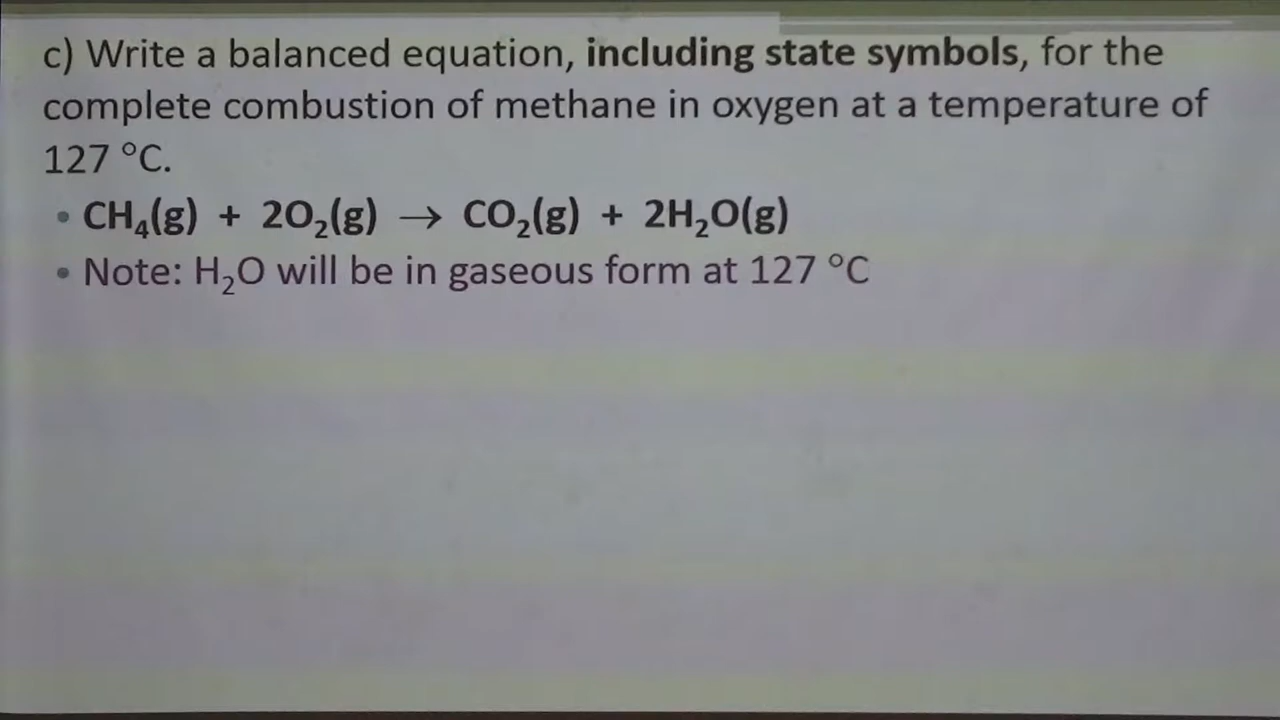 c) Write a balanced equation, including state symbols, for the
complete combustion of methane in oxygen at a temperature of
127 °C.
• CH₄(g) + 2O₂(g) → CO₂(g) + 2H₂O(g)
• Note: H₂O will be in gaseous form at 127 °C